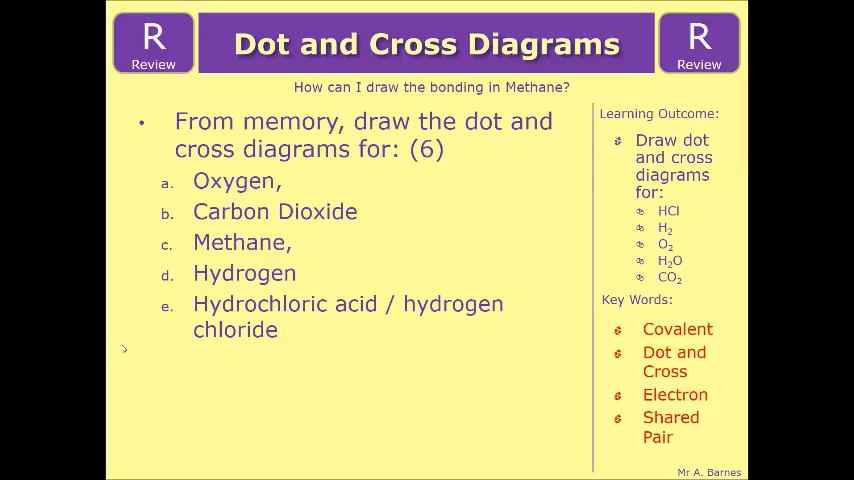 R
Review
Dot and Cross Diagrams
R
Review
How can I draw the bonding in Methane?
• From memory, draw the dot and
cross diagrams for: (6)
a. Oxygen,
b. Carbon Dioxide
c. Methane,
d. Hydrogen
e. Hydrochloric acid / hydrogen
chloride
Learning Outcome:
Draw dot
and cross
diagrams
for:
HCl
H₂
O₂
H₂O
CO₂
Key Words:
Covalent
Dot and
Cross
Electron
Shared
Pair
Mr A. Barnes